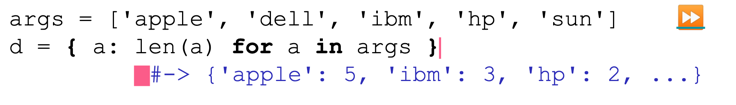 args = ['apple', 'dell', 'ibm', 'hp', 'sun']
d = { a: len(a) for a in args }
#-> {'apple': 5, 'ibm': 3, 'hp': 2, ...}